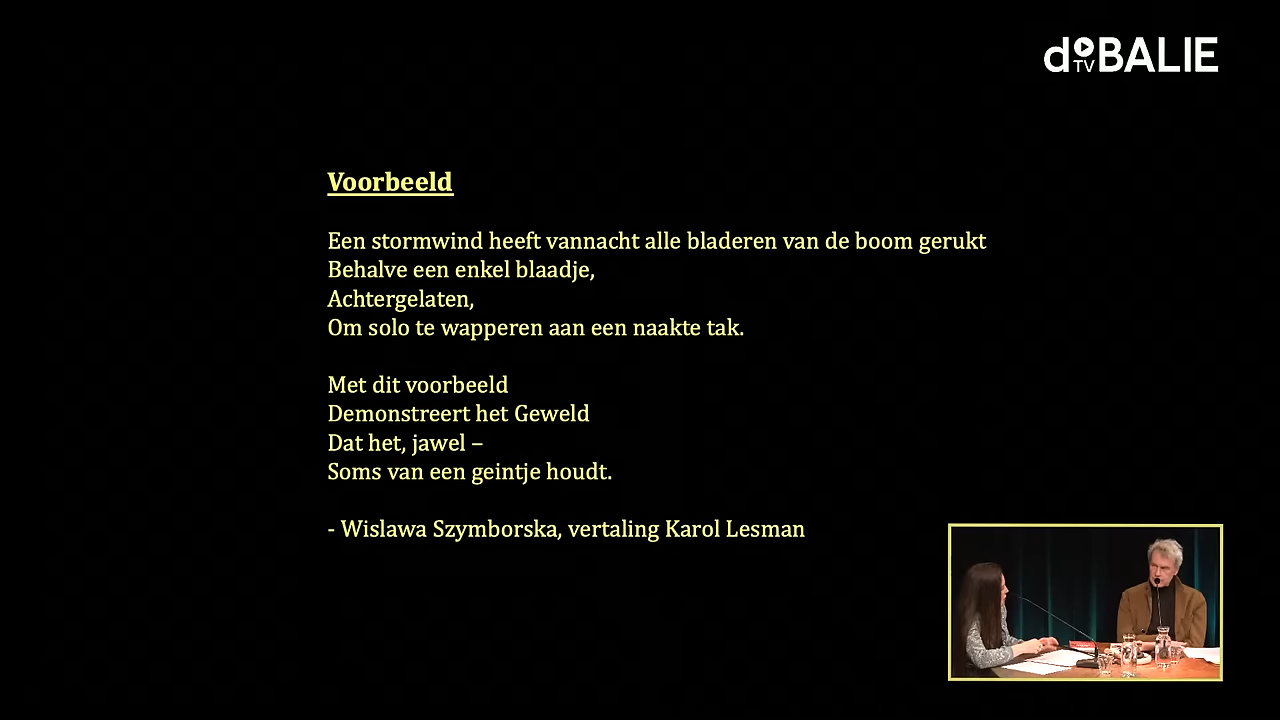 doTVBALIE
Voorbeeld
Een stormwind heeft vannacht alle bladeren van de boom gerukt
Behalve een enkel blaadje,
Achtergelaten,
Om solo te wapperen aan een naakte tak.
Met dit voorbeeld
Demonstreert het Geweld
Dat het, jawel –
Soms van een geintje houdt.
- Wislawa Szymborska, vertaling Karol Lesman